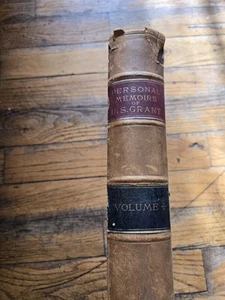 PERSONAL
MEMOIRS
OF
U.S.GRANT
VOLUME